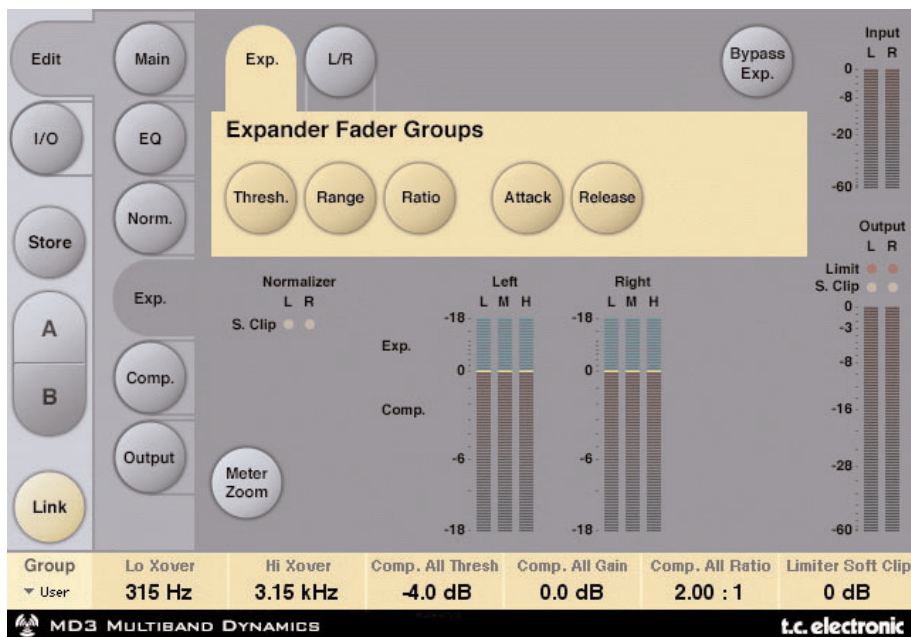 Edit
Main
Exp.
L/R
Bypass
Exp.
Input
L R
0
-8
-20
-60
I/O
EQ
Expander Fader Groups
Thresh.
Range
Ratio
Attack
Release
Norm.
Store
Output
L R
Limit
S. Clip
0
-3
-8
-16
-28
-60
Exp.
Normalizer
L R
S. Clip
Left
L M H
Right
L M H
-18
-18
Exp.
0
0
Comp.
-6
-6
-18
-18
A
B
Comp.
Output
Meter
Zoom
Link
Group
User
Lo Xover
315 Hz
Hi Xover
3.15 kHz
Comp. All Thresh
-4.0 dB
Comp. All Gain
0.0 dB
Comp. All Ratio
2.00 : 1
Limiter Soft Clip
0 dB
MD3 MULTIBAND DYNAMICS
t.c. electronic